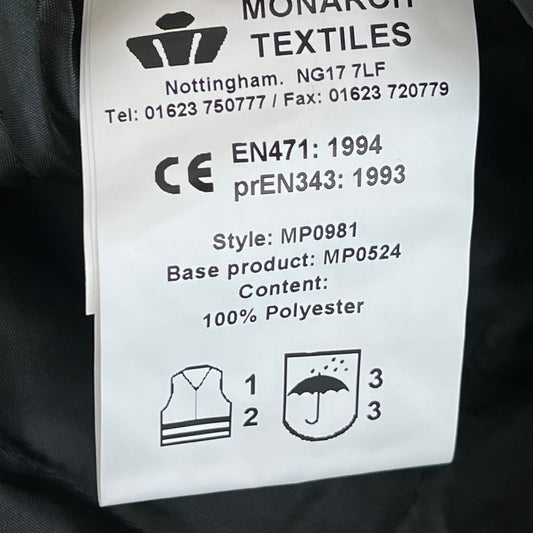 MONARCH
TEXTILES
Nottingham. NG17 7LF
Tel: 01623 750777 / Fax: 01623 720779
CE EN471: 1994
prEN343: 1993
Style: MP0981
Base product: MP0524
Content:
100% Polyester
1 3
2 3